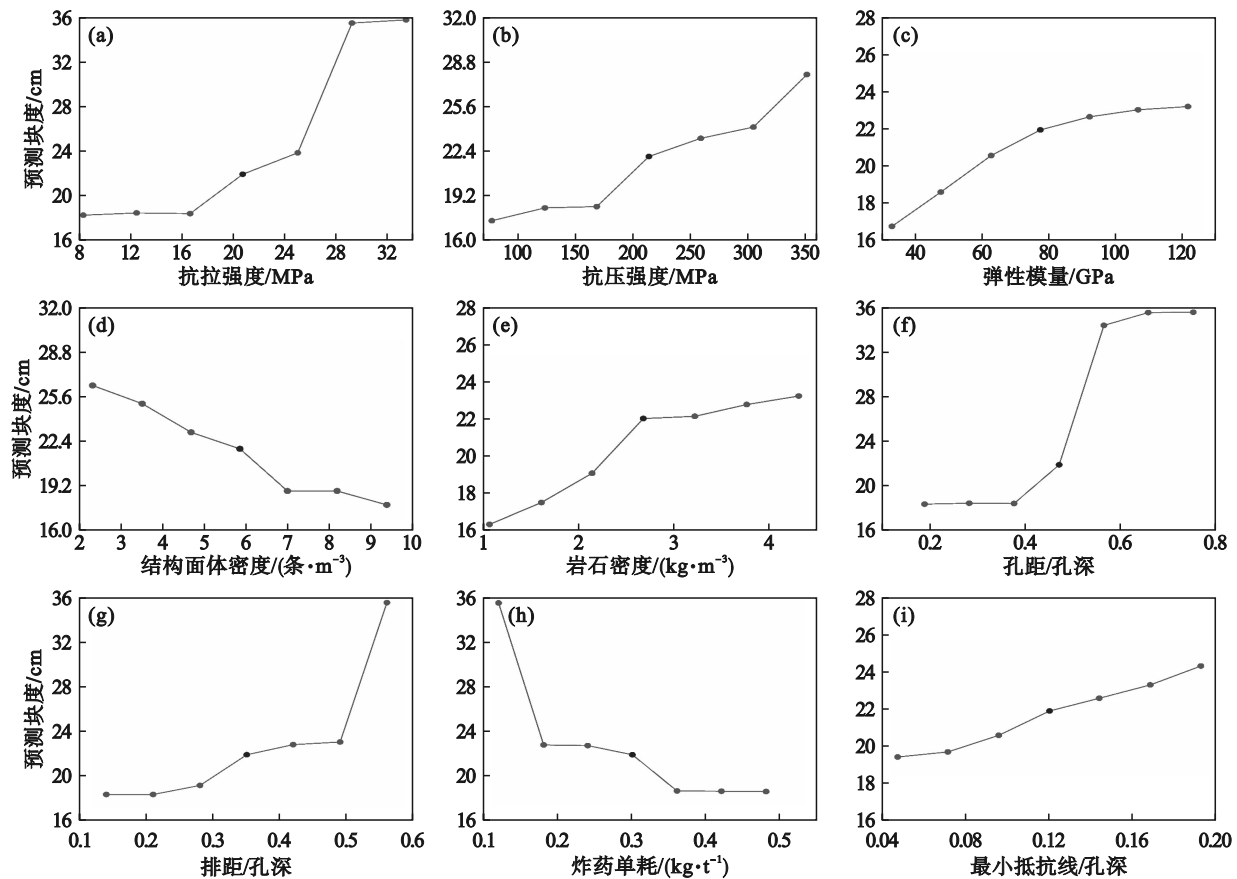 (a)
预测块度/cm
36
32
28
24
20
16
8 12 16 20 24 28 32
抗拉强度/MPa
(b)
32.0
28.8
25.6
22.4
19.2
16.0
100 150 200 250 300 350
抗压强度/MPa
(c)
28
26
24
22
20
18
16
40 60 80 100 120
弹性模量/GPa
(d)
预测块度/cm
32.0
28.8
25.6
22.4
19.2
16.0
2 3 4 5 6 7 8 9 10
结构面体密度/(条·m⁻³)
(e)
28
26
24
22
20
18
16
1 2 3 4
岩石密度/(kg·m⁻³)
(f)
36
32
28
24
20
16
0.2 0.4 0.6 0.8
孔距/孔深
(g)
预测块度/cm
36
32
28
24
20
16
0.1 0.2 0.3 0.4 0.5 0.6
排距/孔深
(h)
36
32
28
24
20
16
0.1 0.2 0.3 0.4 0.5
炸药单耗/(kg·t⁻¹)
(i)
28
26
24
22
20
18
16
0.04 0.08 0.12 0.16 0.20
最小抵抗线/孔深